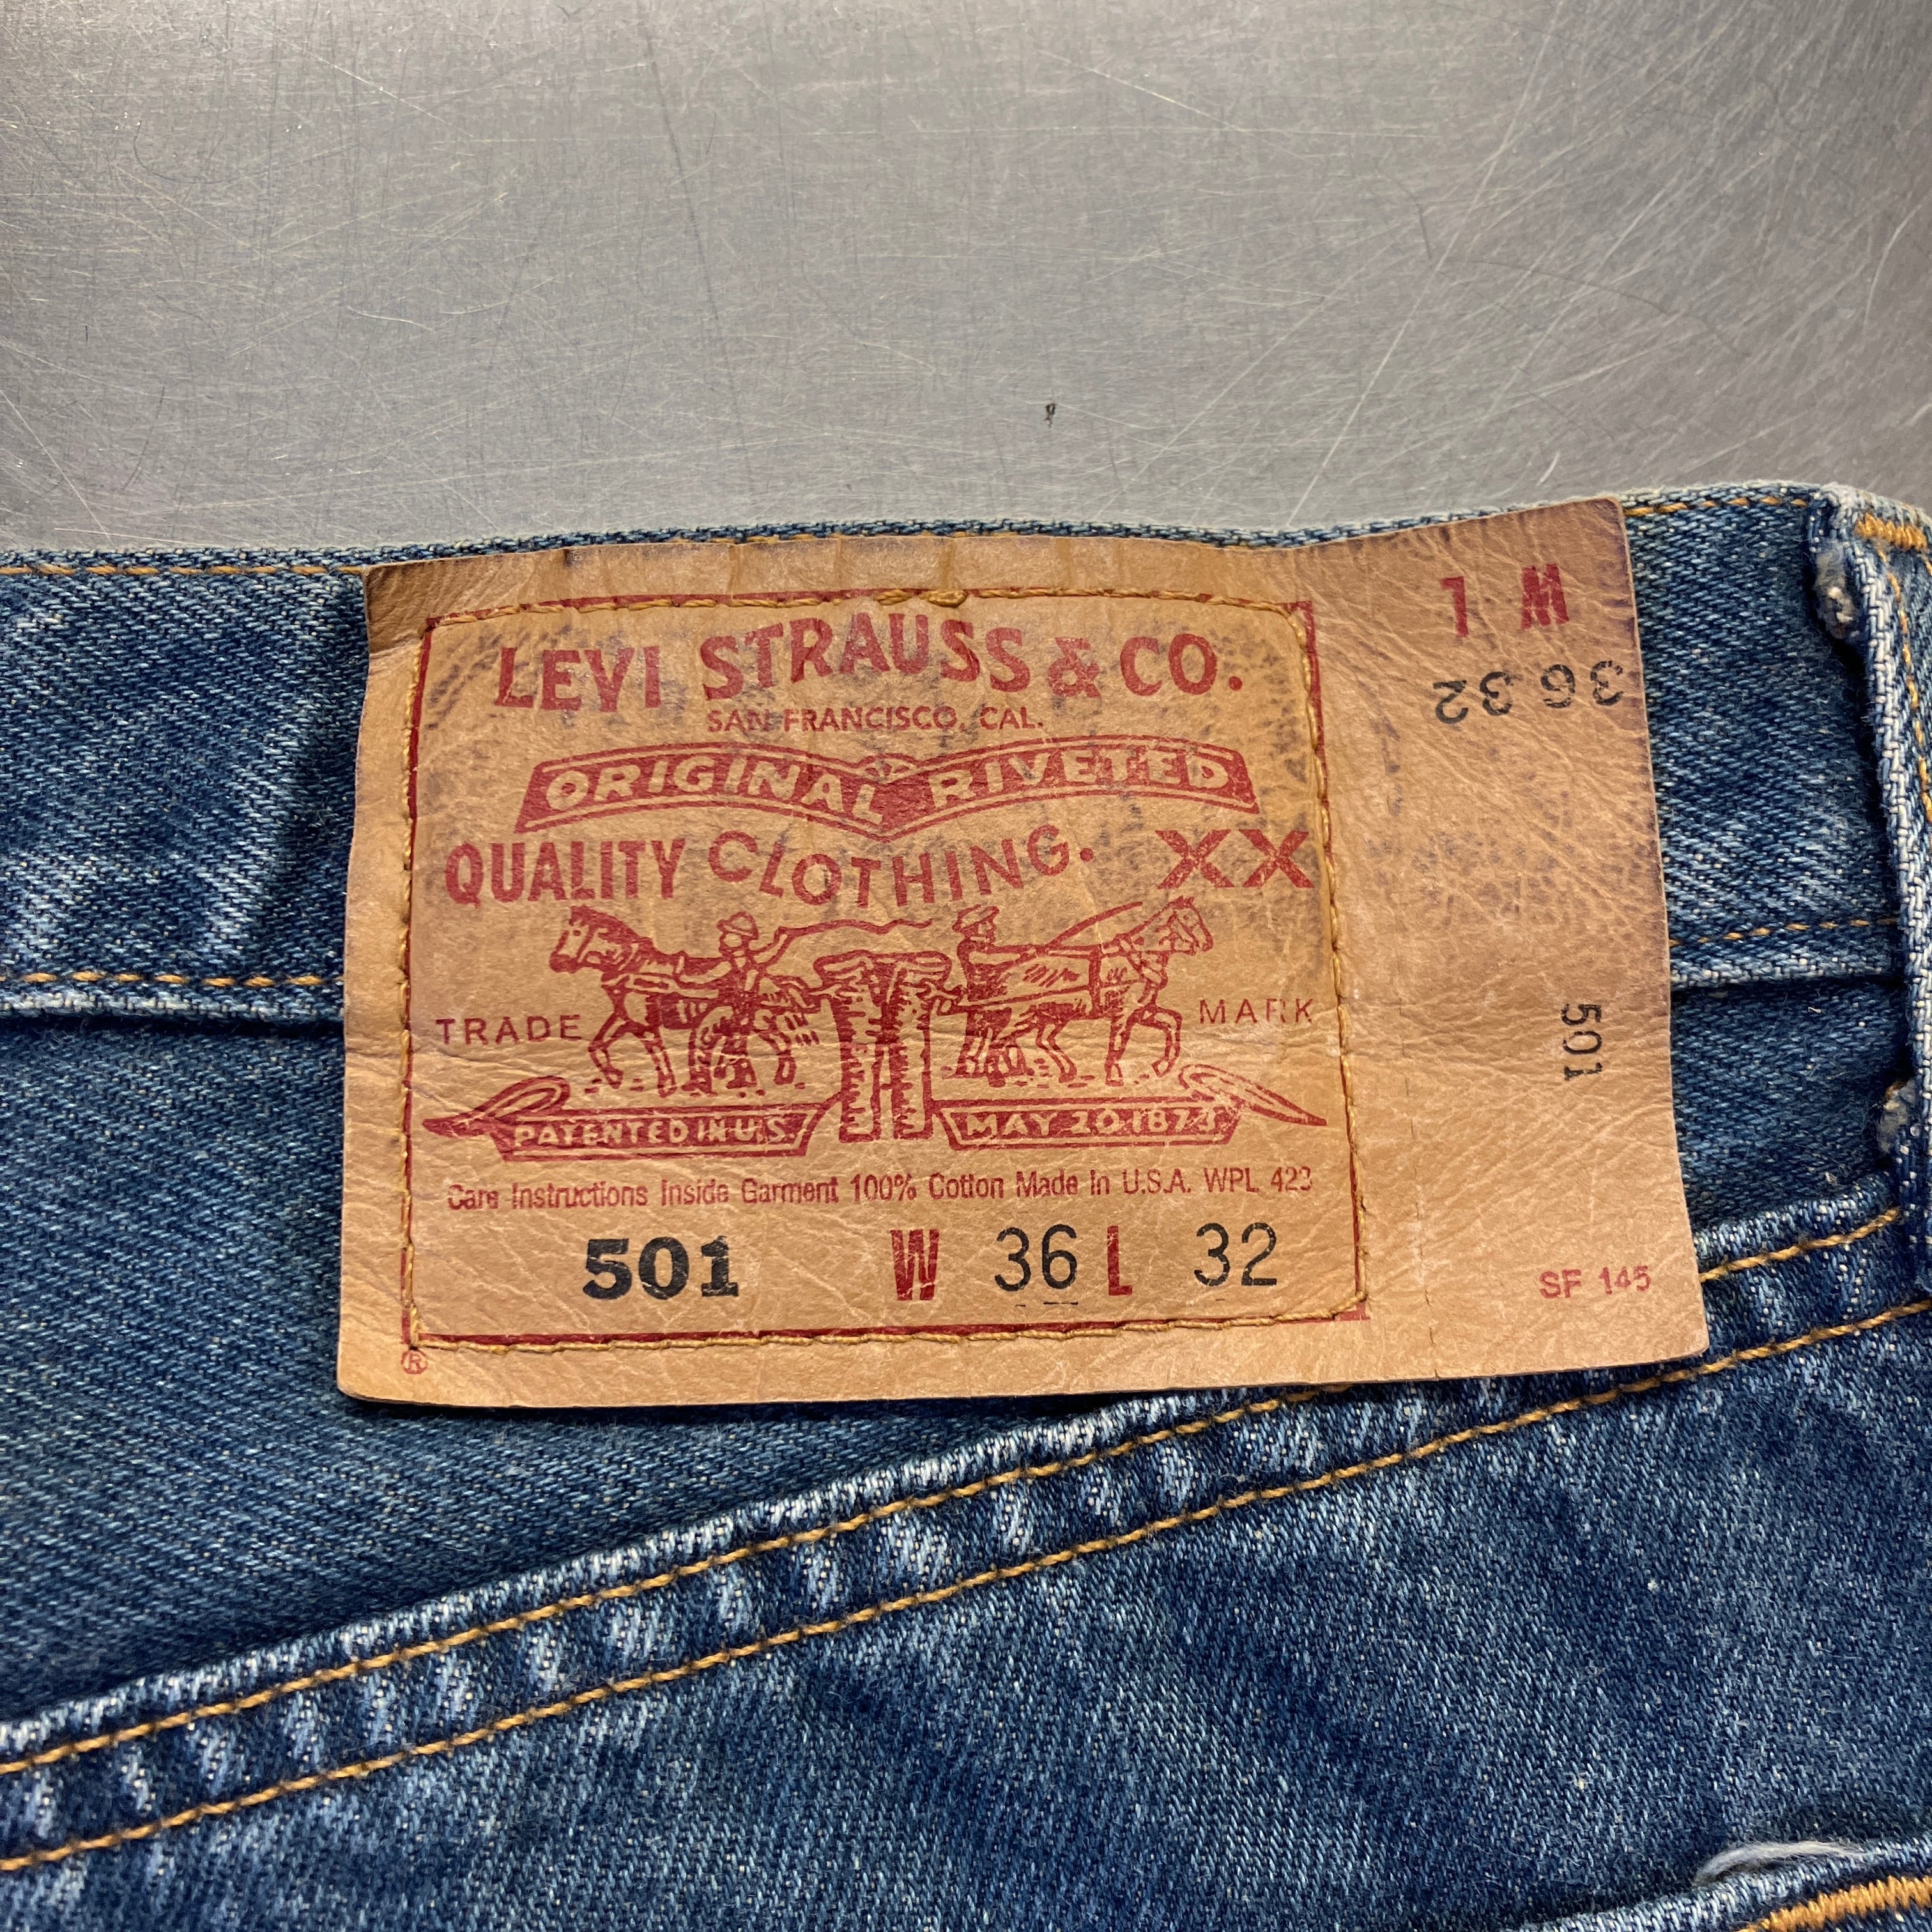 LEVI STRAUSS & CO.
SAN FRANCISCO, CAL.
ORIGINAL RIVETED
QUALITY CLOTHING. XX
TRADE MARK
PATENTED IN U.S. MAY 20 1873
Care Instructions Inside Garment 100% Cotton Made in U.S.A. WPL 423
501 W 36 L 32
®
W L
36 32
501
SF 145